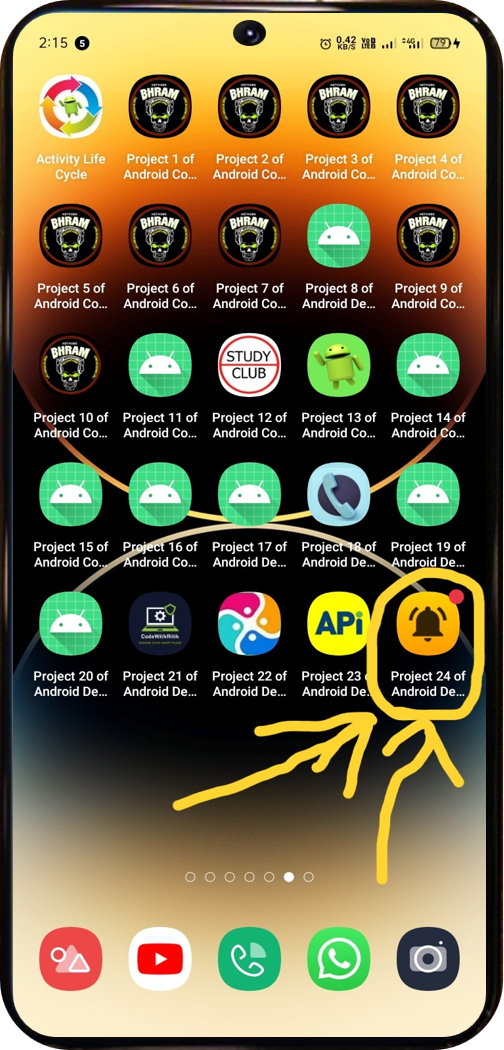 2:15 5 0.42 KB/S VoD LTE 4G 79
BHRAM BHRAM BHRAM BHRAM
Activity Life Project 1 of Project 2 of Project 3 of Project 4 of
Cycle Android Co... Android Co... Android Co... Android Co...
BHRAM BHRAM BHRAM BHRAM
Project 5 of Project 6 of Project 7 of Project 8 of Project 9 of
Android Co... Android Co... Android Co... Android De... Android Co...
BHRAM STUDY CLUB
Project 10 of Project 11 of Project 12 of Project 13 of Project 14 of
Android Co... Android Co... Android Co... Android Co... Android Co...
Project 15 of Project 16 of Project 17 of Project 18 of Project 19 of
Android Co... Android Co... Android De... Android De... Android De...
CodeWithRitik APi
Project 20 of Project 21 of Project 22 of Project 23 of Project 24 of
Android De... Android De... Android De... Android De... Android De...